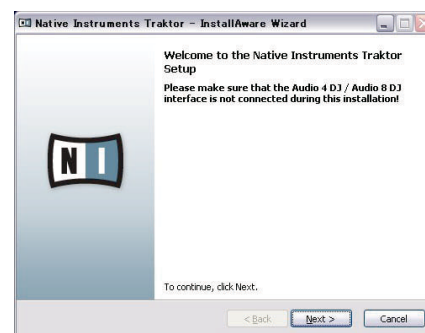 Native Instruments Traktor - InstallAware Wizard
Welcome to the Native Instruments Traktor
Setup
Please make sure that the Audio 4 DJ / Audio 8 DJ
interface is not connected during this installation!
NI
To continue, click Next.
< Back Next > Cancel